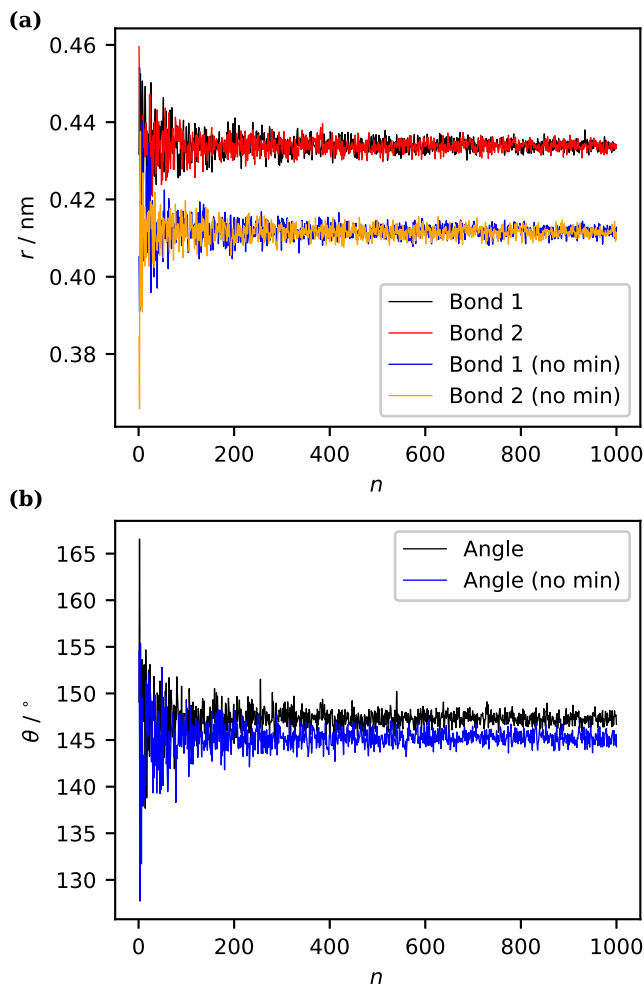 (a)
0.46
0.44
0.42
0.40
0.38
r / nm
Bond 1
Bond 2
Bond 1 (no min)
Bond 2 (no min)
0 200 400 600 800 1000
n
(b)
165
160
155
150
145
140
135
130
θ / °
Angle
Angle (no min)
0 200 400 600 800 1000
n